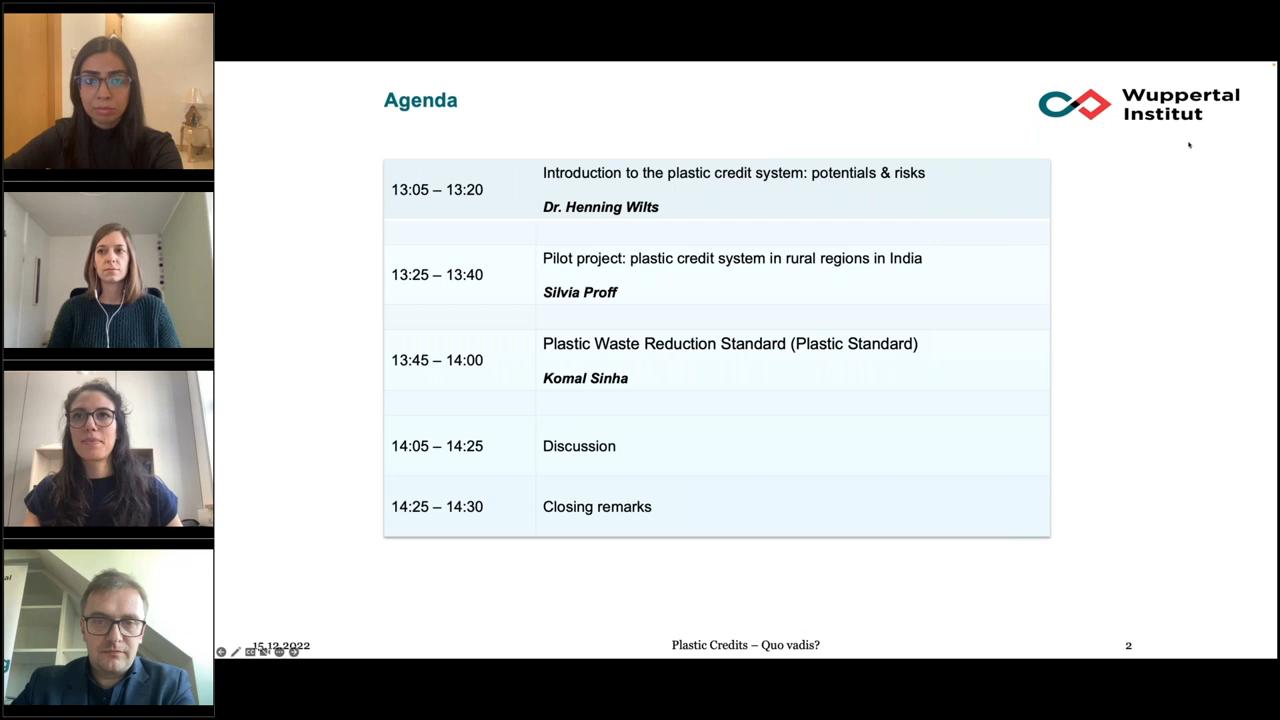 Agenda
Wuppertal
Institut
13:05 – 13:20
Introduction to the plastic credit system: potentials & risks
Dr. Henning Wilts
13:25 – 13:40
Pilot project: plastic credit system in rural regions in India
Silvia Proff
13:45 – 14:00
Plastic Waste Reduction Standard (Plastic Standard)
Komal Sinha
14:05 – 14:25
Discussion
14:25 – 14:30
Closing remarks
15.12.2022
Plastic Credits – Quo vadis?
2